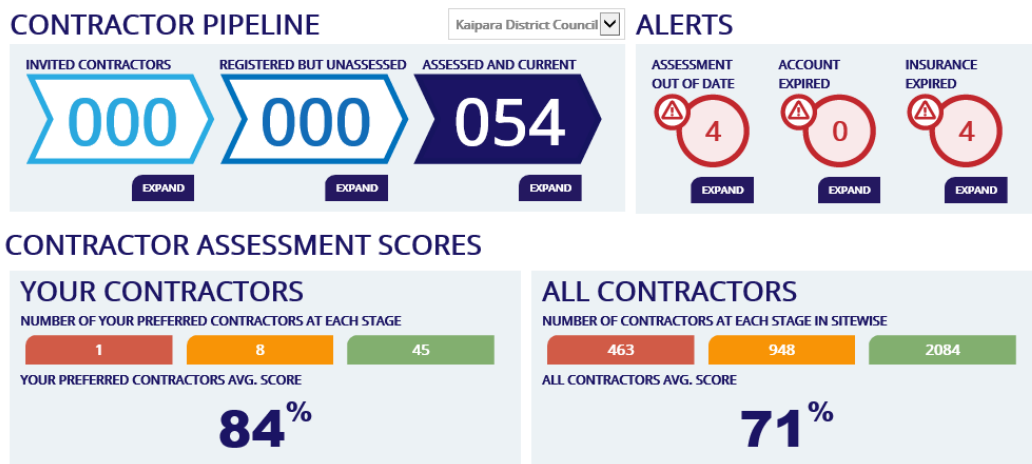 CONTRACTOR PIPELINE
Kaipara District Council
INVITED CONTRACTORS
000
EXPAND
REGISTERED BUT UNASSESSED
000
EXPAND
ASSESSED AND CURRENT
054
EXPAND
ALERTS
ASSESSMENT
OUT OF DATE
4
EXPAND
ACCOUNT
EXPIRED
0
EXPAND
INSURANCE
EXPIRED
4
EXPAND
CONTRACTOR ASSESSMENT SCORES
YOUR CONTRACTORS
NUMBER OF YOUR PREFERRED CONTRACTORS AT EACH STAGE
1 8 45
YOUR PREFERRED CONTRACTORS AVG. SCORE
84%
ALL CONTRACTORS
NUMBER OF CONTRACTORS AT EACH STAGE IN SITEWISE
463 948 2084
ALL CONTRACTORS AVG. SCORE
71%